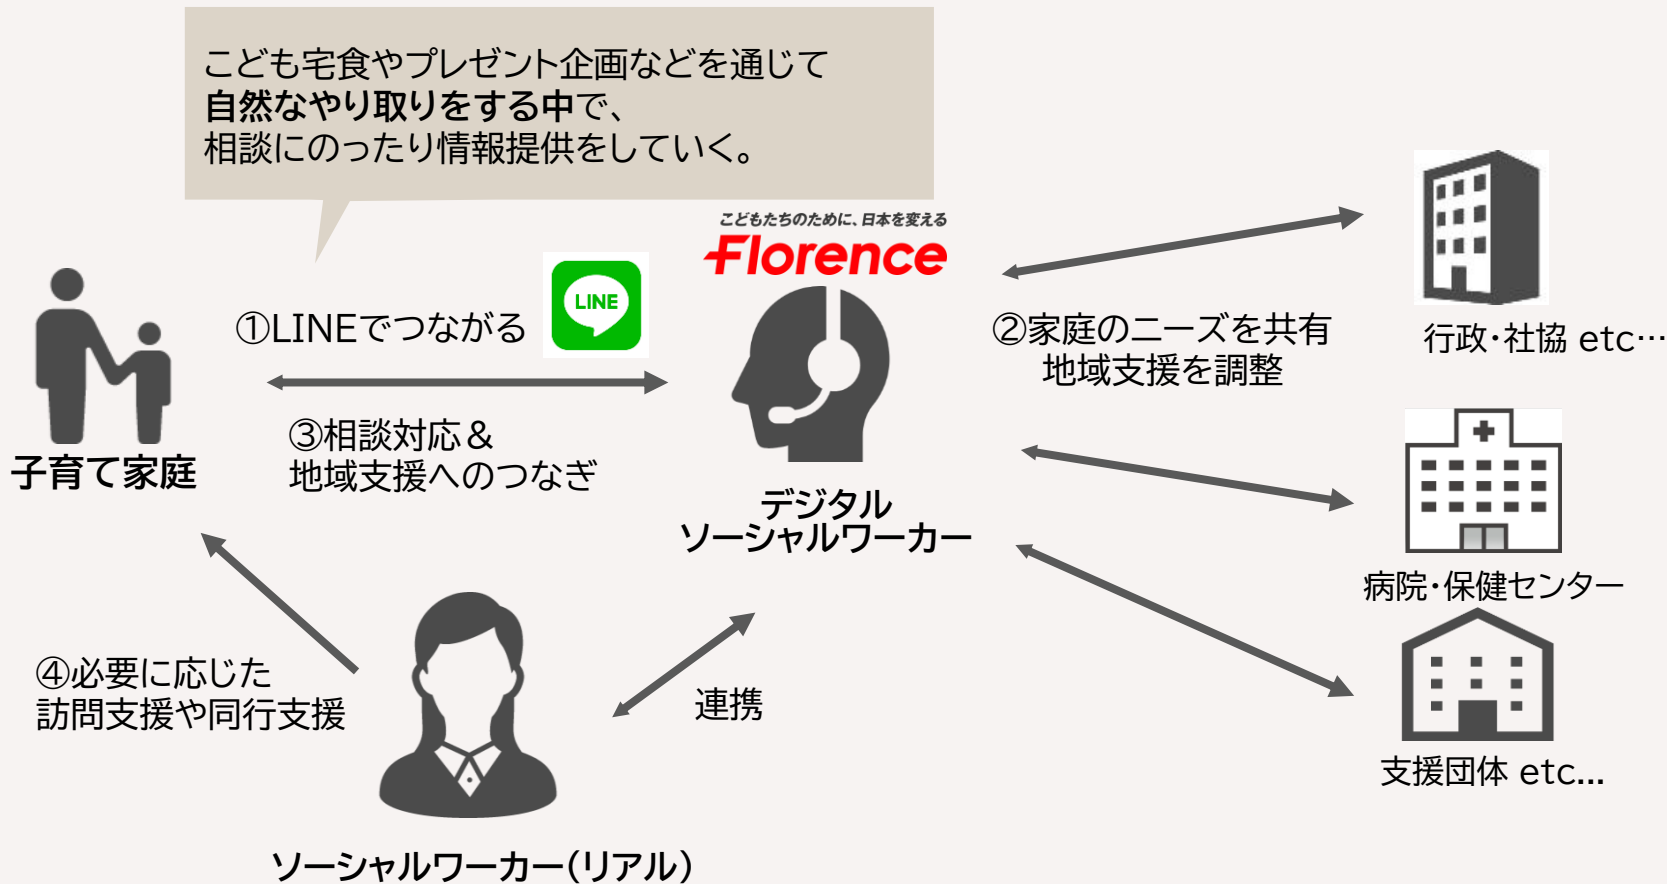 こども宅食やプレゼント企画などを通じて
自然なやり取りをする中で、
相談にのったり情報提供をしていく。
こどもたちのために、日本を変える
Florence
①LINEでつながる
LINE
③相談対応&
地域支援へのつなぎ
子育て家庭
デジタル
ソーシャルワーカー
②家庭のニーズを共有
地域支援を調整
行政・社協 etc…
病院・保健センター
支援団体 etc...
④必要に応じた
訪問支援や同行支援
連携
ソーシャルワーカー(リアル)